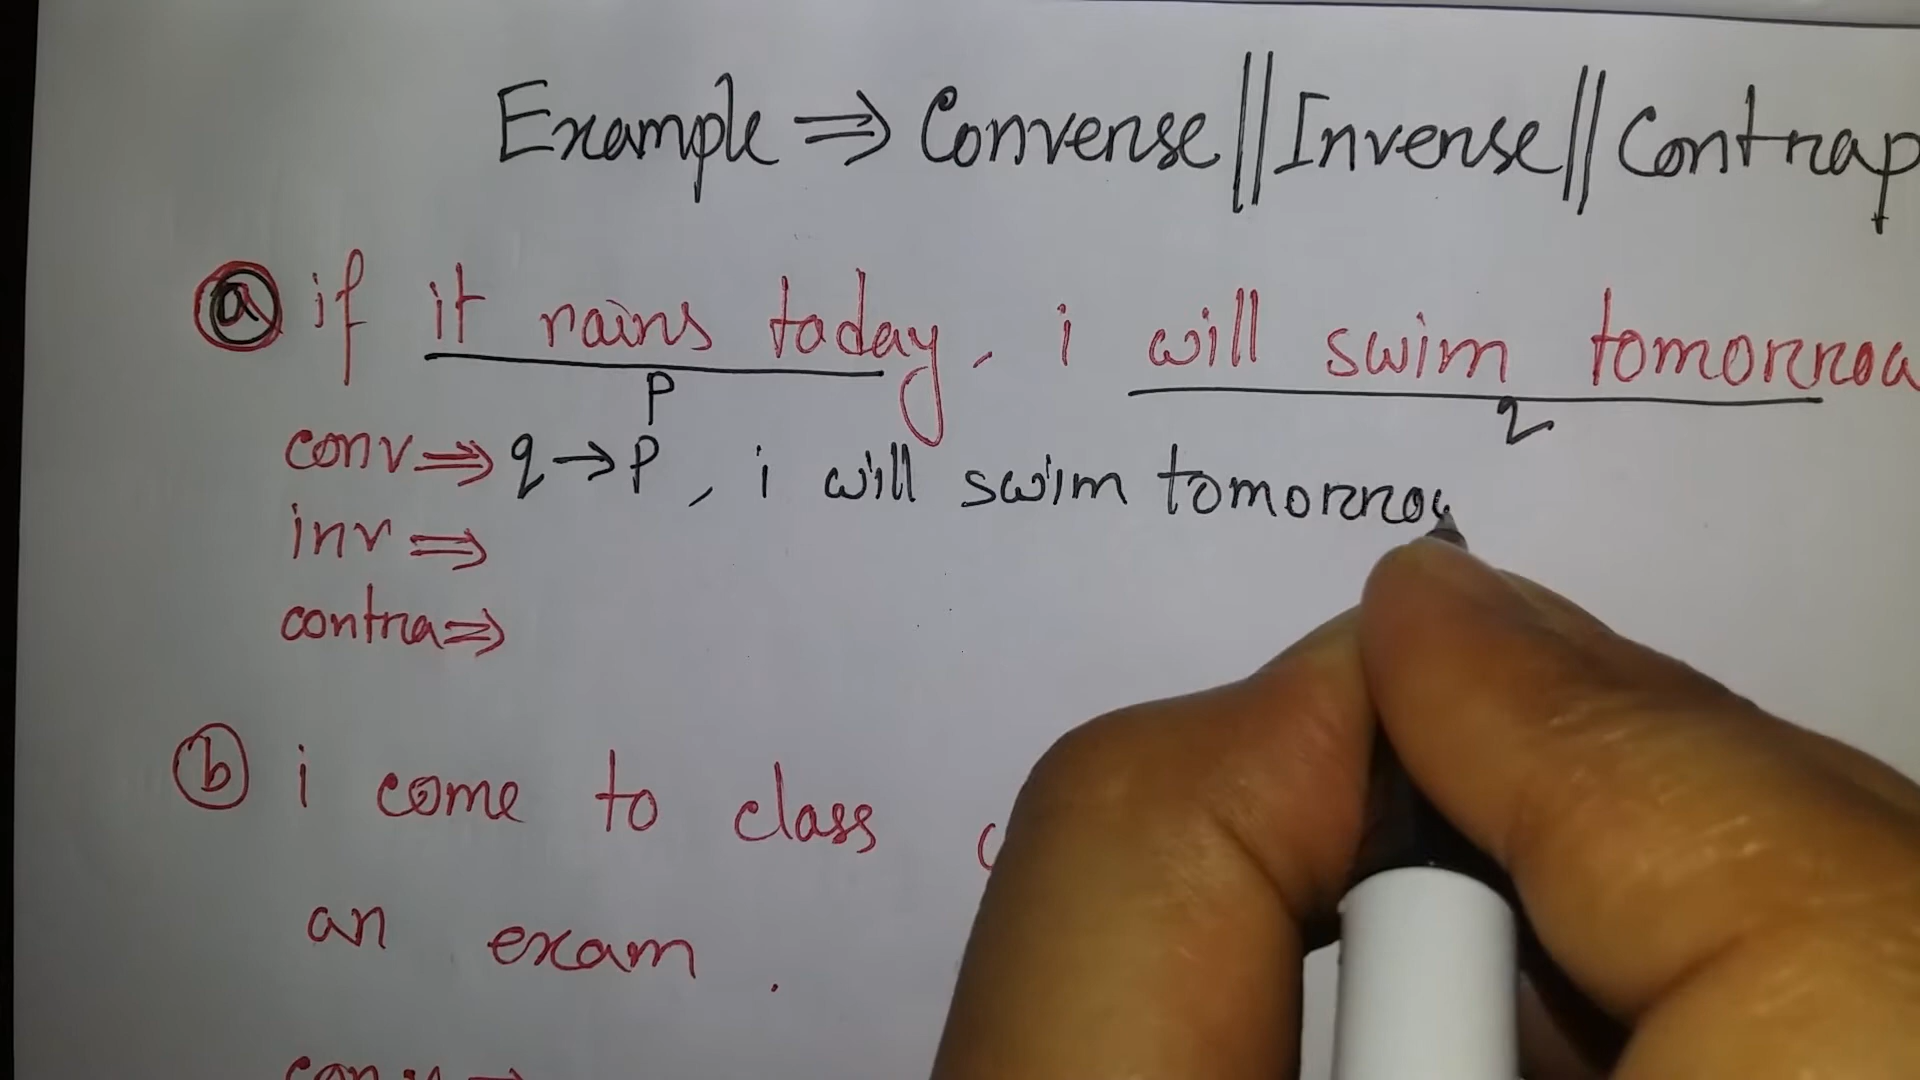 Example ⇒ Converse || Inverse || Contrap
ⓐ if it rains today, i will swim tomorrow
p q
conv ⇒ q → p, i will swim tomorrow
inv ⇒
contra ⇒
ⓑ i come to class
an exam.
conv ⇒